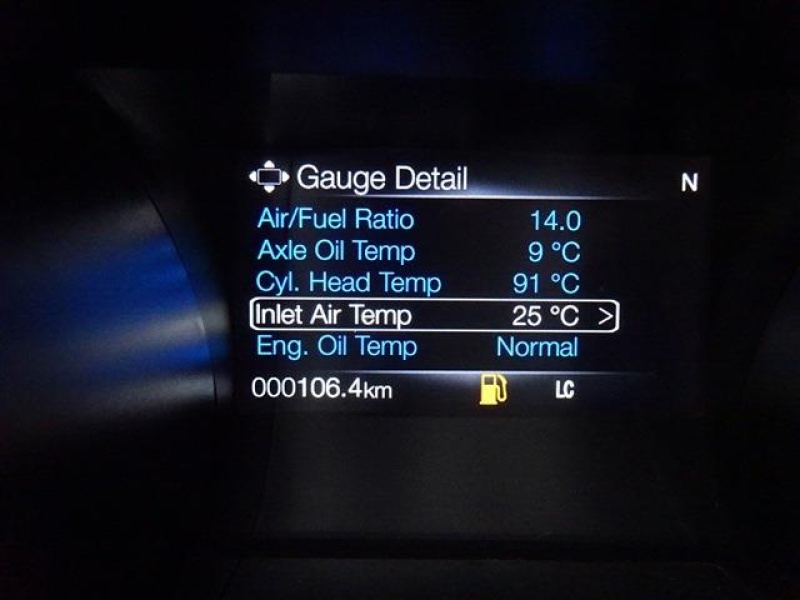 Gauge Detail N
Air/Fuel Ratio 14.0
Axle Oil Temp 9 °C
Cyl. Head Temp 91 °C
Inlet Air Temp 25 °C >
Eng. Oil Temp Normal
000106.4km LC